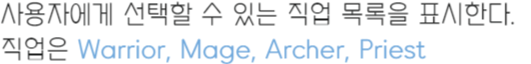 사용자에게 선택할 수 있는 직업 목록을 표시한다.
직업은 Warrior, Mage, Archer, Priest